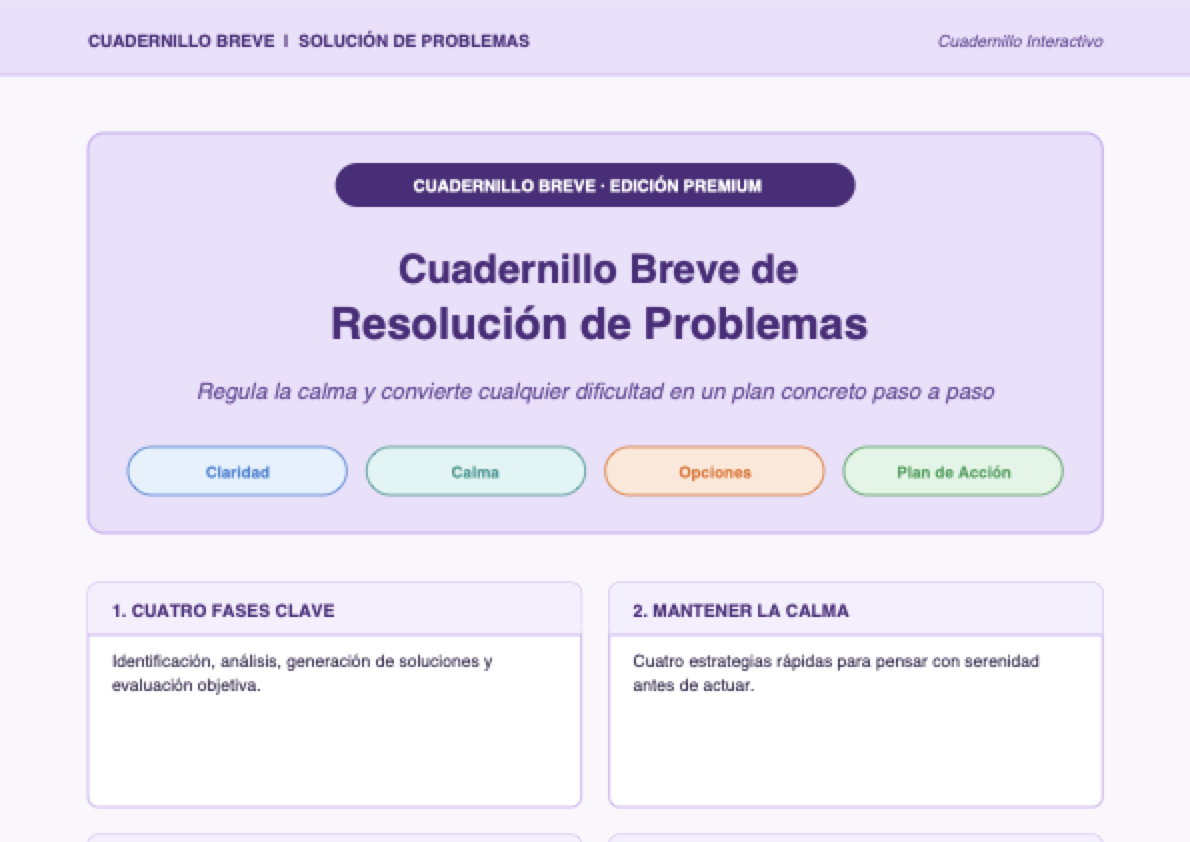 CUADERNILLO BREVE | SOLUCIÓN DE PROBLEMAS
Cuadernillo Interactivo
CUADERNILLO BREVE · EDICIÓN PREMIUM
Cuadernillo Breve de
Resolución de Problemas
Regula la calma y convierte cualquier dificultad en un plan concreto paso a paso
Claridad
Calma
Opciones
Plan de Acción
1. CUATRO FASES CLAVE
Identificación, análisis, generación de soluciones y
evaluación objetiva.
2. MANTENER LA CALMA
Cuatro estrategias rápidas para pensar con serenidad
antes de actuar.